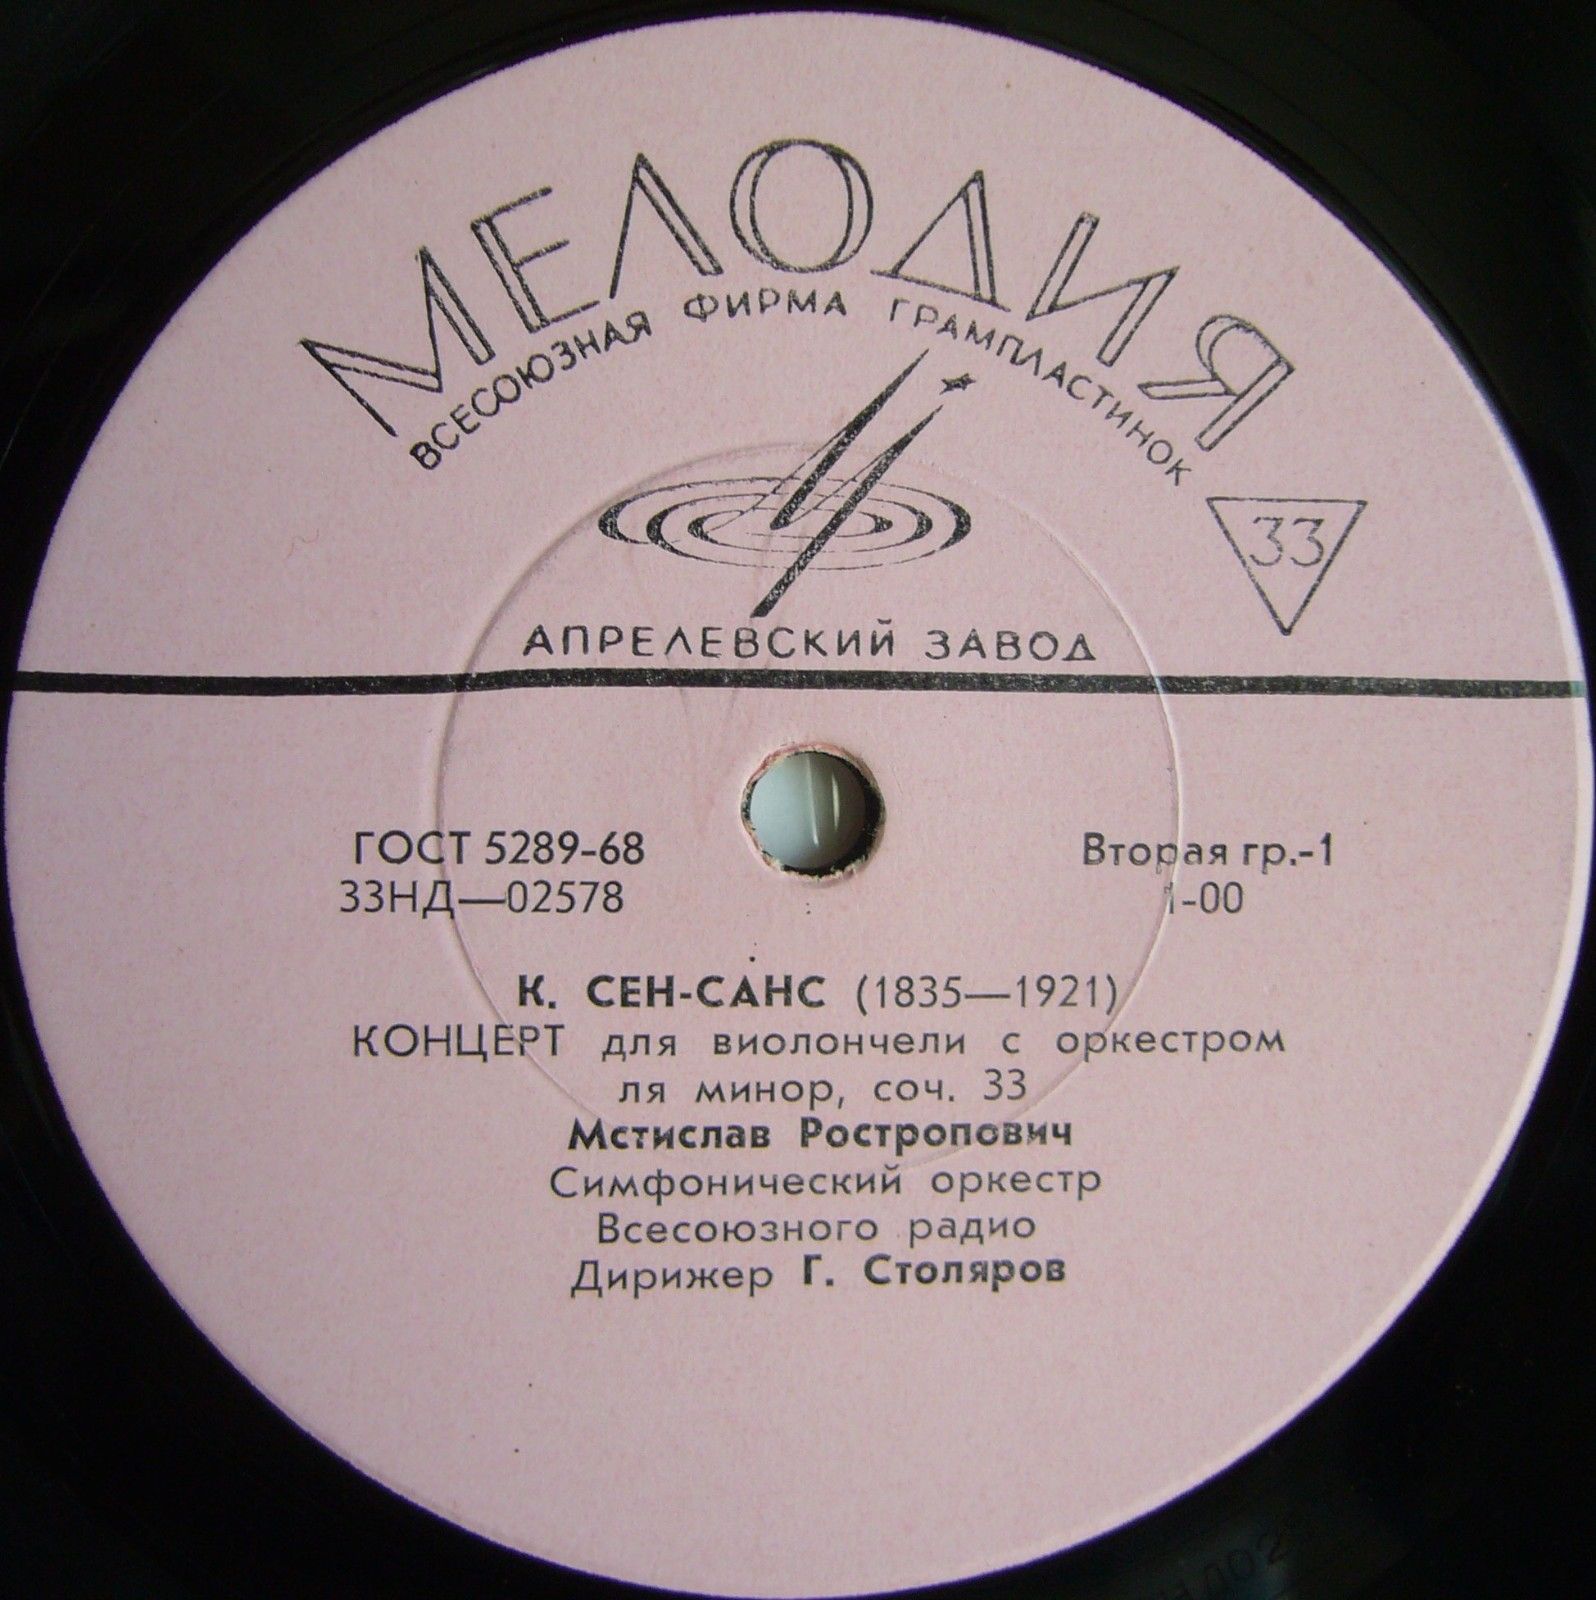 МЕЛОДИЯ
ВСЕСОЮЗНАЯ ФИРМА ГРАМПЛАСТИНОК
33
АПРЕЛЕВСКИЙ ЗАВОД
ГОСТ 5289-68
Вторая гр.-1
33НД—02578
1-00
К. СЕН-САНС (1835—1921)
КОНЦЕРТ для виолончели с оркестром
ля минор, соч. 33
Мстислав Ростропович
Симфонический оркестр
Всесоюзного радио
Дирижер Г. Столяров